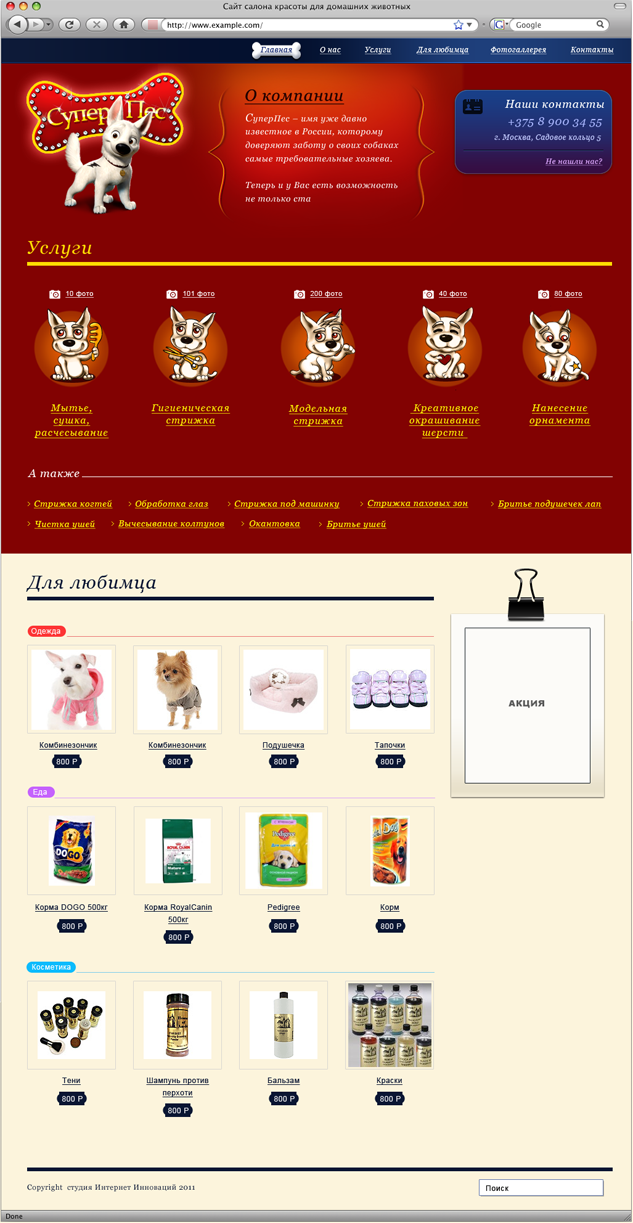 Сайт салона красоты для домашних животных
http://www.example.com/
Google
Главная О нас Услуги Для любимца Фотогаллерея Контакты
СуперПес
О компании
СуперПес – имя уже давно
известное в России, которому
доверяют заботу о своих собаках
самые требовательные хозяева.
Теперь и у Вас есть возможность
не только ста
Наши контакты
+375 8 900 34 55
г. Москва, Садовое кольцо 5
Не нашли нас?
Услуги
10 фото 101 фото 200 фото 40 фото 80 фото
Мытье,
сушка,
расчесывание
Гигиеническая
стрижка
Модельная
стрижка
Креативное
окрашивание
шерсти
Нанесение
орнамента
А также
Стрижка когтей Обработка глаз Стрижка под машинку Стрижка паховых зон Бритье подушечек лап
Чистка ушей Вычесывание колтунов Окантовка Бритье ушей
Для любимца
АКЦИЯ
Одежда
Комбинезончик Комбинезончик Подушечка Тапочки
800 Р 800 Р 800 Р 800 Р
Еда
DOGO
ROYAL CANIN
Pedigree
Dog
Корма DOGO 500кг
Корма RoyalCanin
500кг
Pedigree
Корм
800 Р 800 Р 800 Р 800 Р
Косметика
Тени
Шампунь против
перхоти
Бальзам
Краски
800 Р 800 Р 800 Р 800 Р
Copyright студия Интернет Инноваций 2011
Поиск
Done